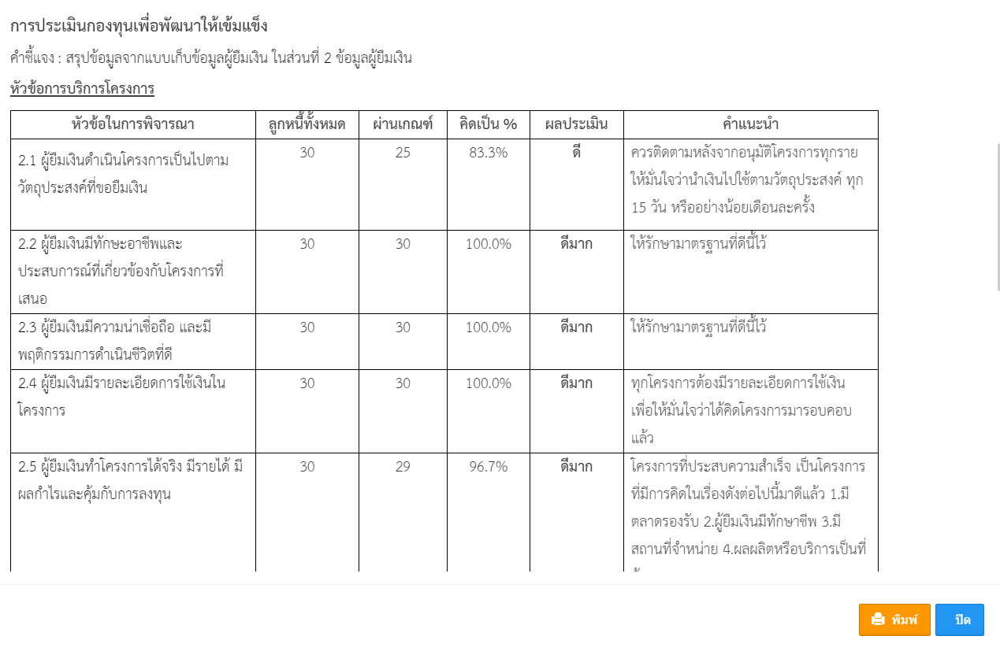 การประเมินกองทุนเพื่อพัฒนาให้เข้มแข็ง
คำชี้แจง : สรุปข้อมูลจากแบบเก็บข้อมูลผู้ยืมเงิน ในส่วนที่ 2 ข้อมูลผู้ยืมเงิน
หัวข้อการบริการโครงการ
หัวข้อในการพิจารณา ลูกหนี้ทั้งหมด ผ่านเกณฑ์ คิดเป็น % ผลประเมิน คำแนะนำ
2.1 ผู้ยืมเงินดำเนินโครงการเป็นไปตาม
วัตถุประสงค์ที่ขอยืมเงิน
30 25 83.3% ดี
ควรติดตามหลังจากอนุมัติโครงการทุกราย
ให้มั่นใจว่านำเงินไปใช้ตามวัตถุประสงค์ ทุก
15 วัน หรืออย่างน้อยเดือนละครั้ง
2.2 ผู้ยืมเงินมีทักษะอาชีพและ
ประสบการณ์ที่เกี่ยวข้องกับโครงการที่
เสนอ
30 30 100.0% ดีมาก
ให้รักษามาตรฐานที่ดีนี้ไว้
2.3 ผู้ยืมเงินมีความน่าเชื่อถือ และมี
พฤติกรรมการดำเนินชีวิตที่ดี
30 30 100.0% ดีมาก
ให้รักษามาตรฐานที่ดีนี้ไว้
2.4 ผู้ยืมเงินมีรายละเอียดการใช้เงินใน
โครงการ
30 30 100.0% ดีมาก
ทุกโครงการต้องมีรายละเอียดการใช้เงิน
เพื่อให้มั่นใจว่าได้คิดโครงการมารอบคอบ
แล้ว
2.5 ผู้ยืมเงินทำโครงการได้จริง มีรายได้ มี
ผลกำไรและคุ้มกับการลงทุน
30 29 96.7% ดีมาก
โครงการที่ประสบความสำเร็จ เป็นโครงการ
ที่มีการคิดในเรื่องดังต่อไปนี้มาดีแล้ว 1.มี
ตลาดรองรับ 2.ผู้ยืมเงินมีทักษาชีพ 3.มี
สถานที่จำหน่าย 4.ผลผลิตหรือบริการเป็นที่
พิมพ์ ปิด